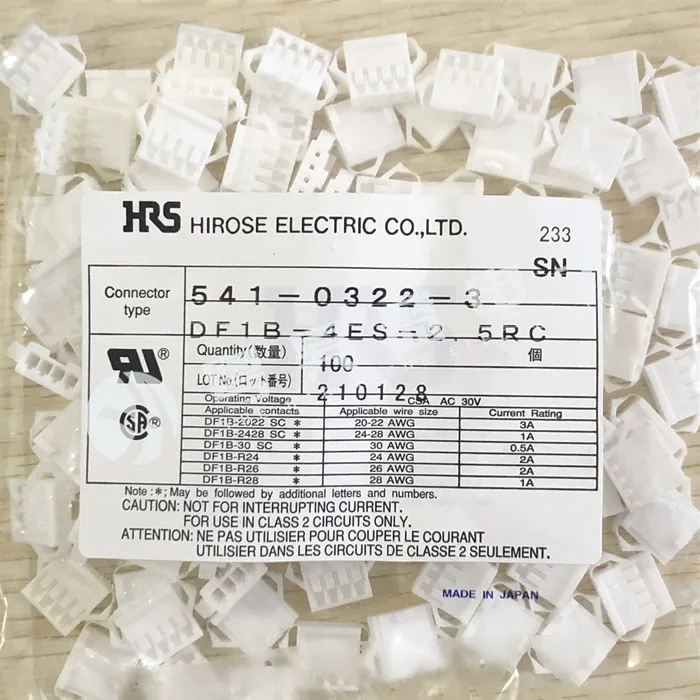 HRS HIROSE ELECTRIC CO.,LTD.
233
SN
Connector type
541-0322-3
DF1B-4ES-2.5RC
Quantity(数量) 100 個
LOT No.(ロット番号) 210128
Operating Voltage CSA AC 30V
Applicable contacts Applicable wire size Current Rating
DF1B-2022 SC * 20-22 AWG 3A
DF1B-2428 SC * 24-28 AWG 1A
DF1B-30 SC * 30 AWG 0.5A
DF1B-R24 * 24 AWG 2A
DF1B-R26 * 26 AWG 2A
DF1B-R28 * 28 AWG 1A
Note :*; May be followed by additional letters and numbers.
CAUTION: NOT FOR INTERRUPTING CURRENT.
FOR USE IN CLASS 2 CIRCUITS ONLY.
ATTENTION: NE PAS UTILISER POUR COUPER LE COURANT
UTILISER DANS LES CIRCUITS DE CLASSE 2 SEULEMENT.
MADE IN JAPAN